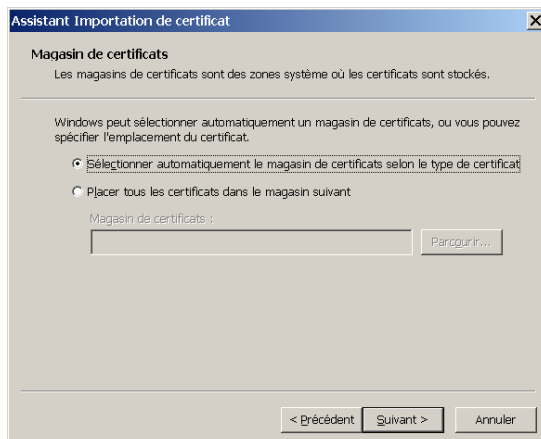 Assistant Importation de certificat
Magasin de certificats
Les magasins de certificats sont des zones système où les certificats sont stockés.
Windows peut sélectionner automatiquement un magasin de certificats, ou vous pouvez
spécifier l'emplacement du certificat.
Sélectionner automatiquement le magasin de certificats selon le type de certificat
Placer tous les certificats dans le magasin suivant
Magasin de certificats :
Parcourir...
< Précédent
Suivant >
Annuler